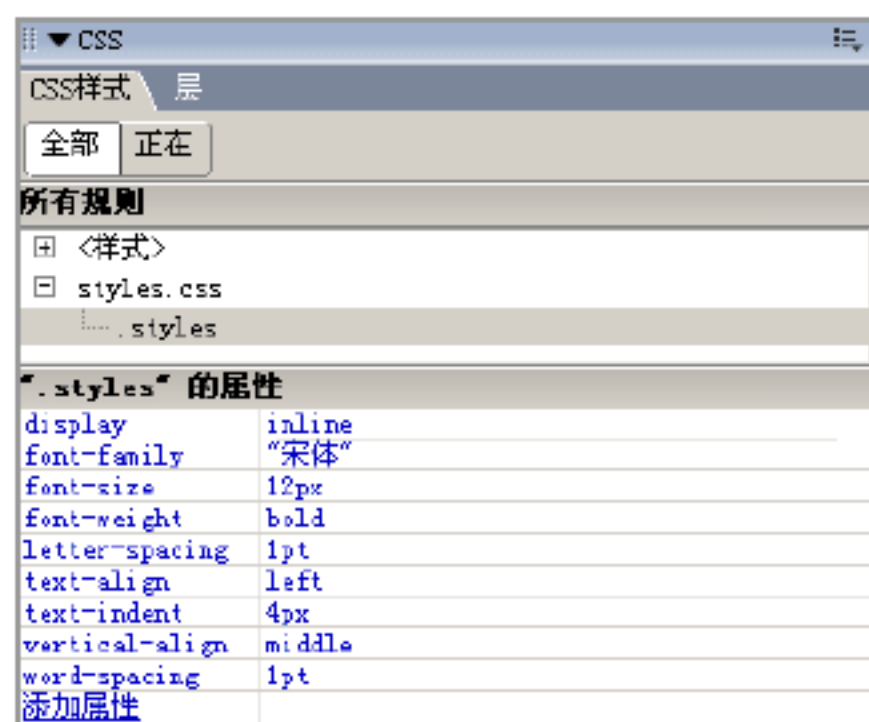 CSS
CSS样式 层
全部 正在
所有规则
<样式>
styles.css
.styles
".styles" 的属性
display inline
font-family "宋体"
font-size 12px
font-weight bold
letter-spacing 1pt
text-align left
text-indent 4px
vertical-align middle
word-spacing 1pt
添加属性